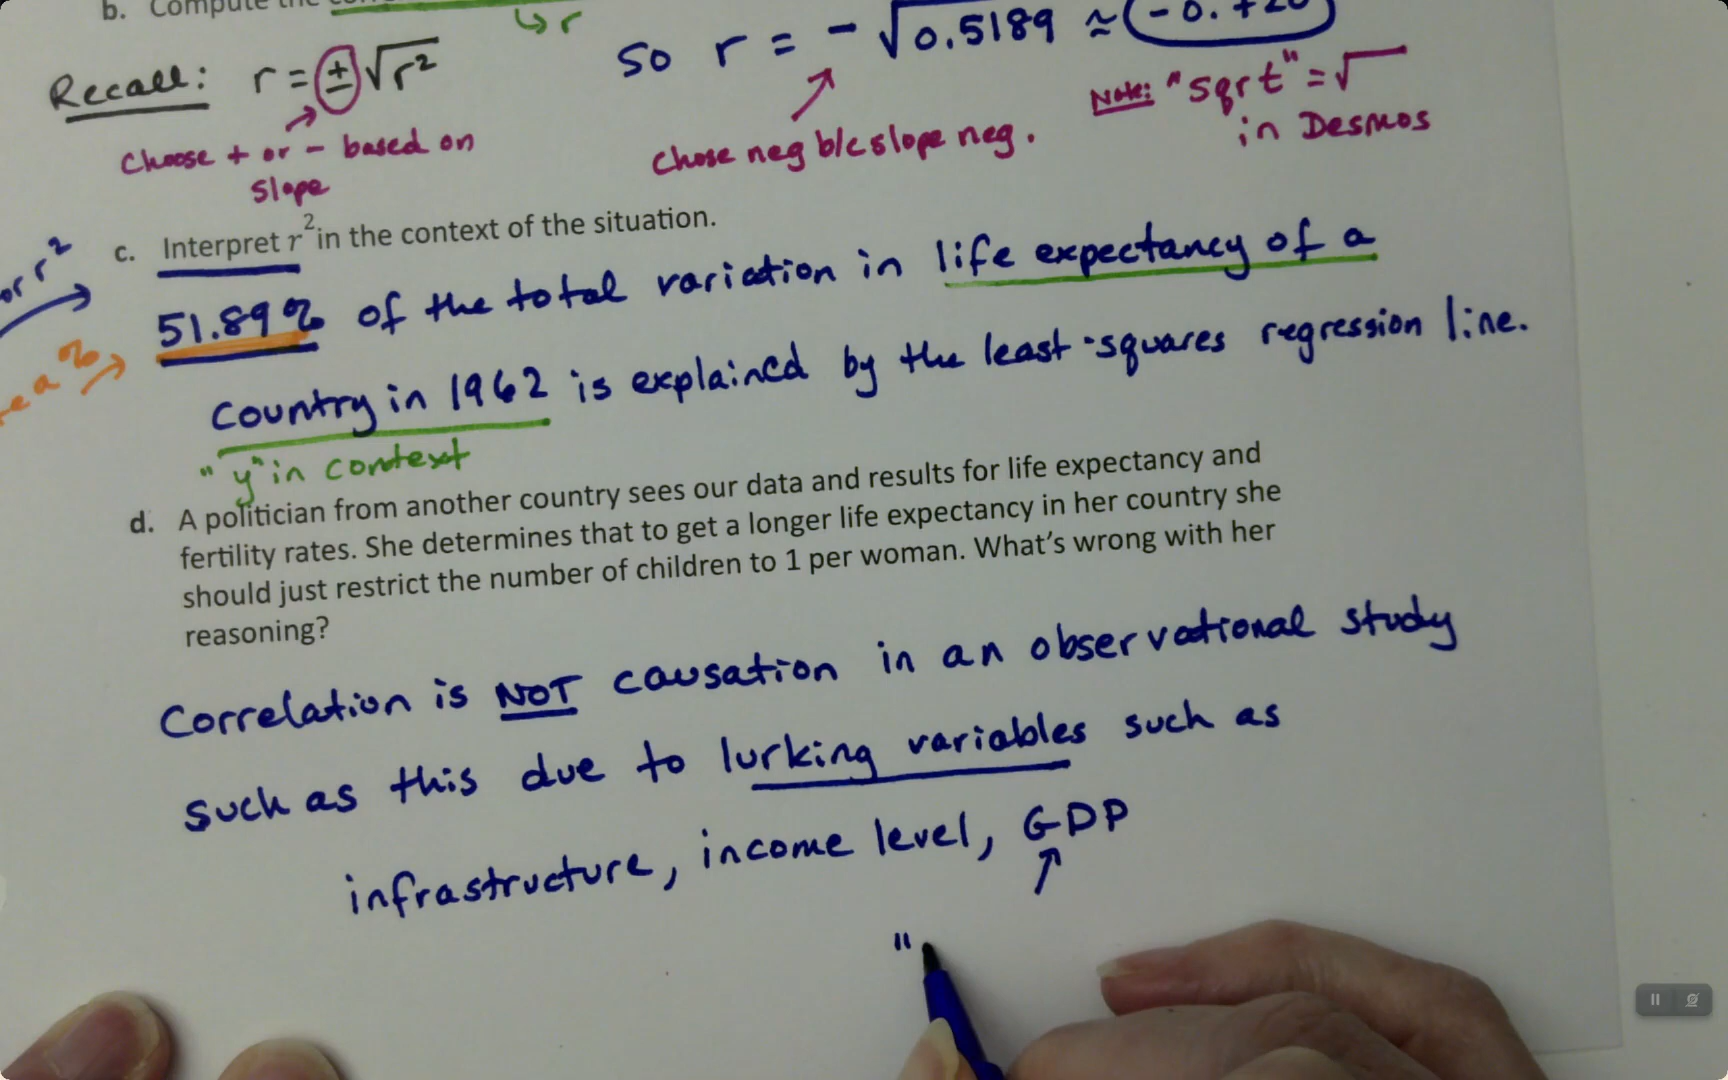 b. Compute the
↳ r
Recall: r = ± √r²
so r = - √0.5189 ≈
Choose + or - based on
slope
chose neg b/c slope neg.
Note: "sqrt" = √
in Desmos
c. Interpret r² in the context of the situation.
or r²
51.89% of the total variation in life expectancy of a
a %
Country in 1962 is explained by the least-squares regression line.
"y" in context
d. A politician from another country sees our data and results for life expectancy and
fertility rates. She determines that to get a longer life expectancy in her country she
should just restrict the number of children to 1 per woman. What's wrong with her
reasoning?
Correlation is NOT causation in an observational study
such as this due to lurking variables such as
infrastructure, income level, GDP
"